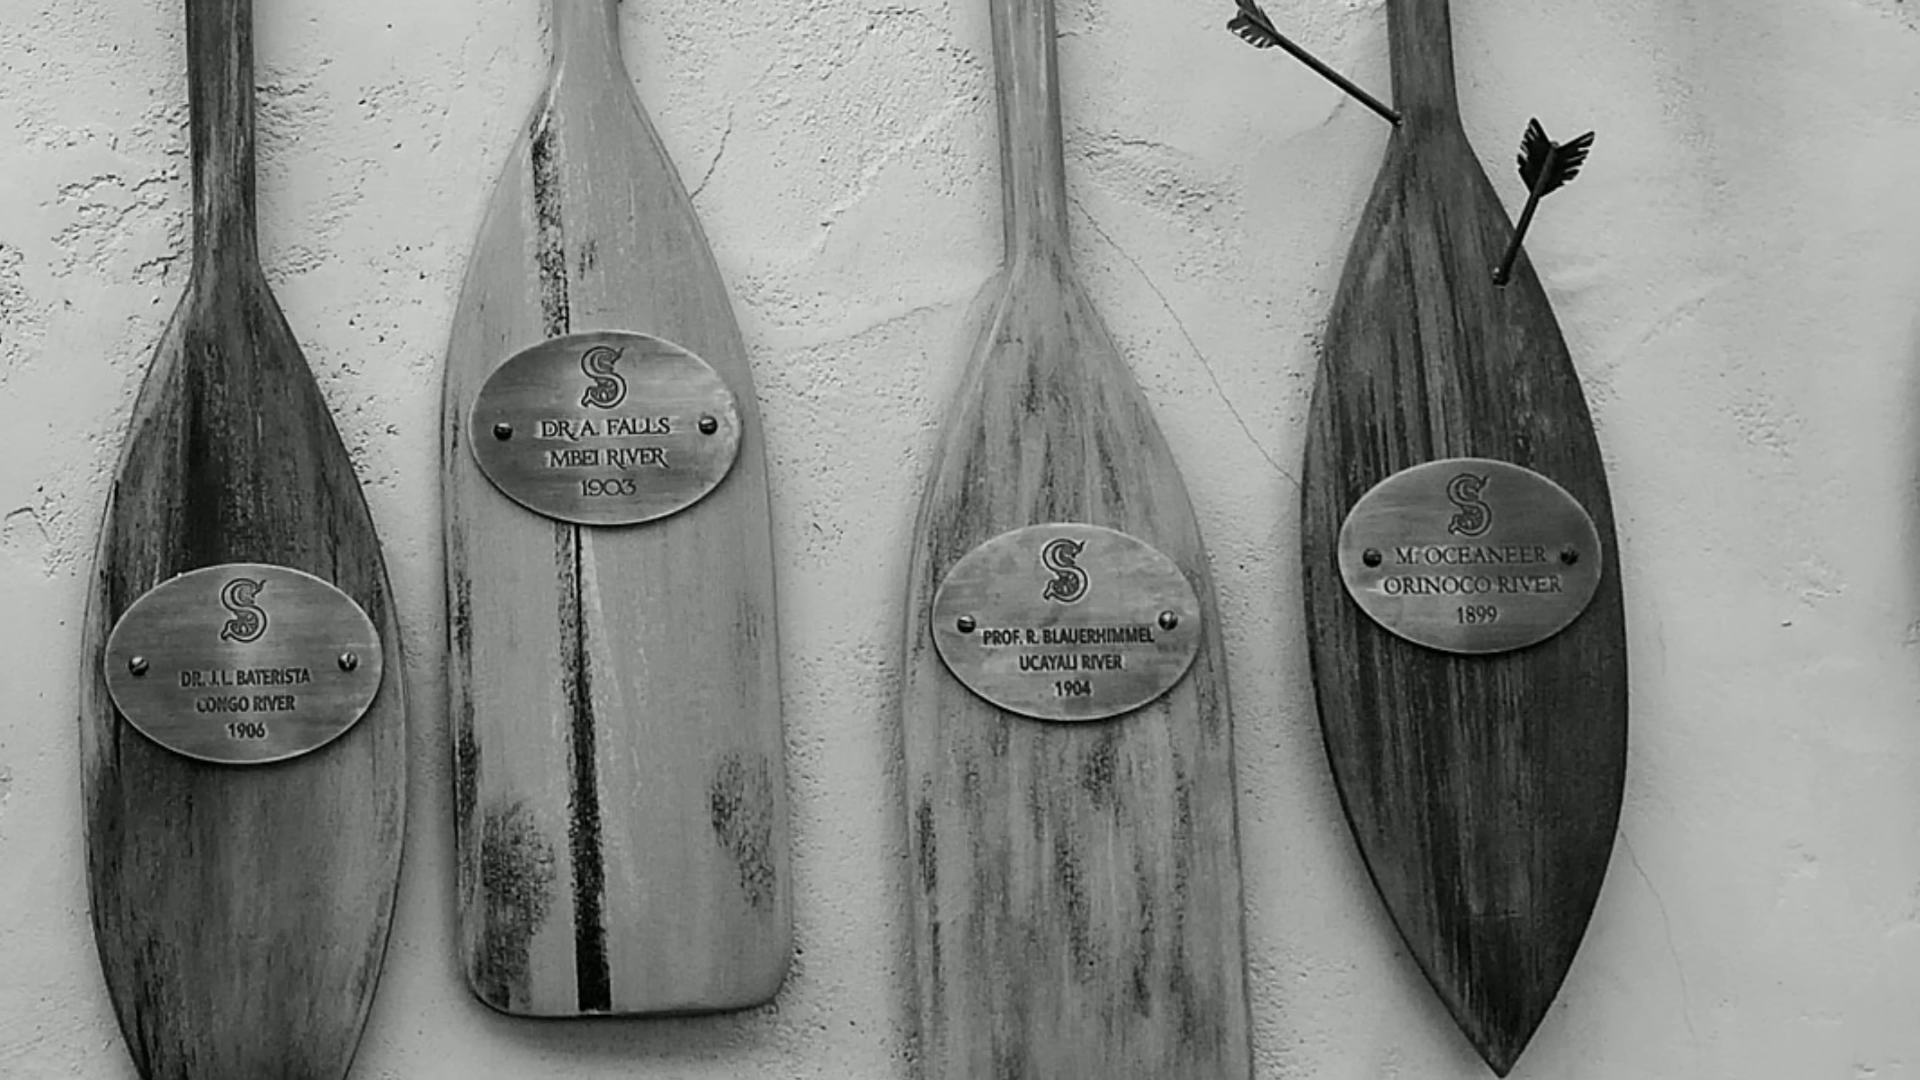 S
DR. J.L. BATERISTA
CONGO RIVER
1906
S
DR. A. FALLS
MBEI RIVER
1903
S
PROF. R. BLAUERHIMMEL
UCAYALI RIVER
1904
S
M. OCEANEER
ORINOCO RIVER
1899